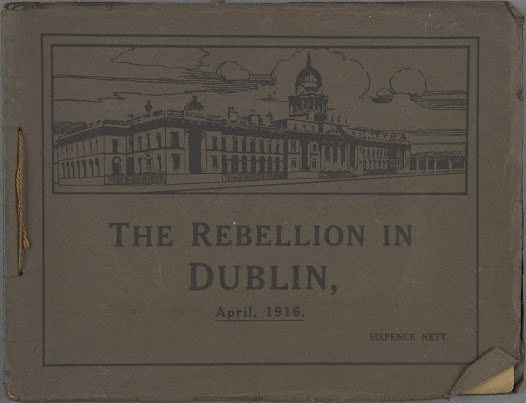 THE REBELLION IN
DUBLIN,
April, 1916.
SIXPENCE NETT.